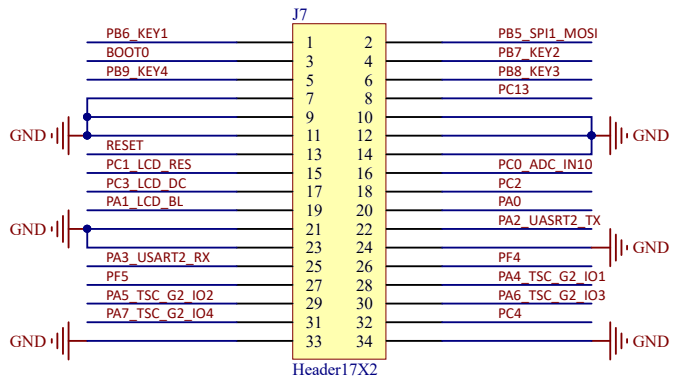 J7
PB6_KEY1 1 2 PB5_SPI1_MOSI
BOOT0 3 4 PB7_KEY2
PB9_KEY4 5 6 PB8_KEY3
7 8 PC13
9 10
GND 11 12 GND
RESET 13 14
PC1_LCD_RES 15 16 PC0_ADC_IN10
PC3_LCD_DC 17 18 PC2
PA1_LCD_BL 19 20 PA0
GND 21 22 PA2_UASRT2_TX
23 24 GND
PA3_USART2_RX 25 26 PF4
PF5 27 28 PA4_TSC_G2_IO1
PA5_TSC_G2_IO2 29 30 PA6_TSC_G2_IO3
PA7_TSC_G2_IO4 31 32 PC4
GND 33 34 GND
Header17X2